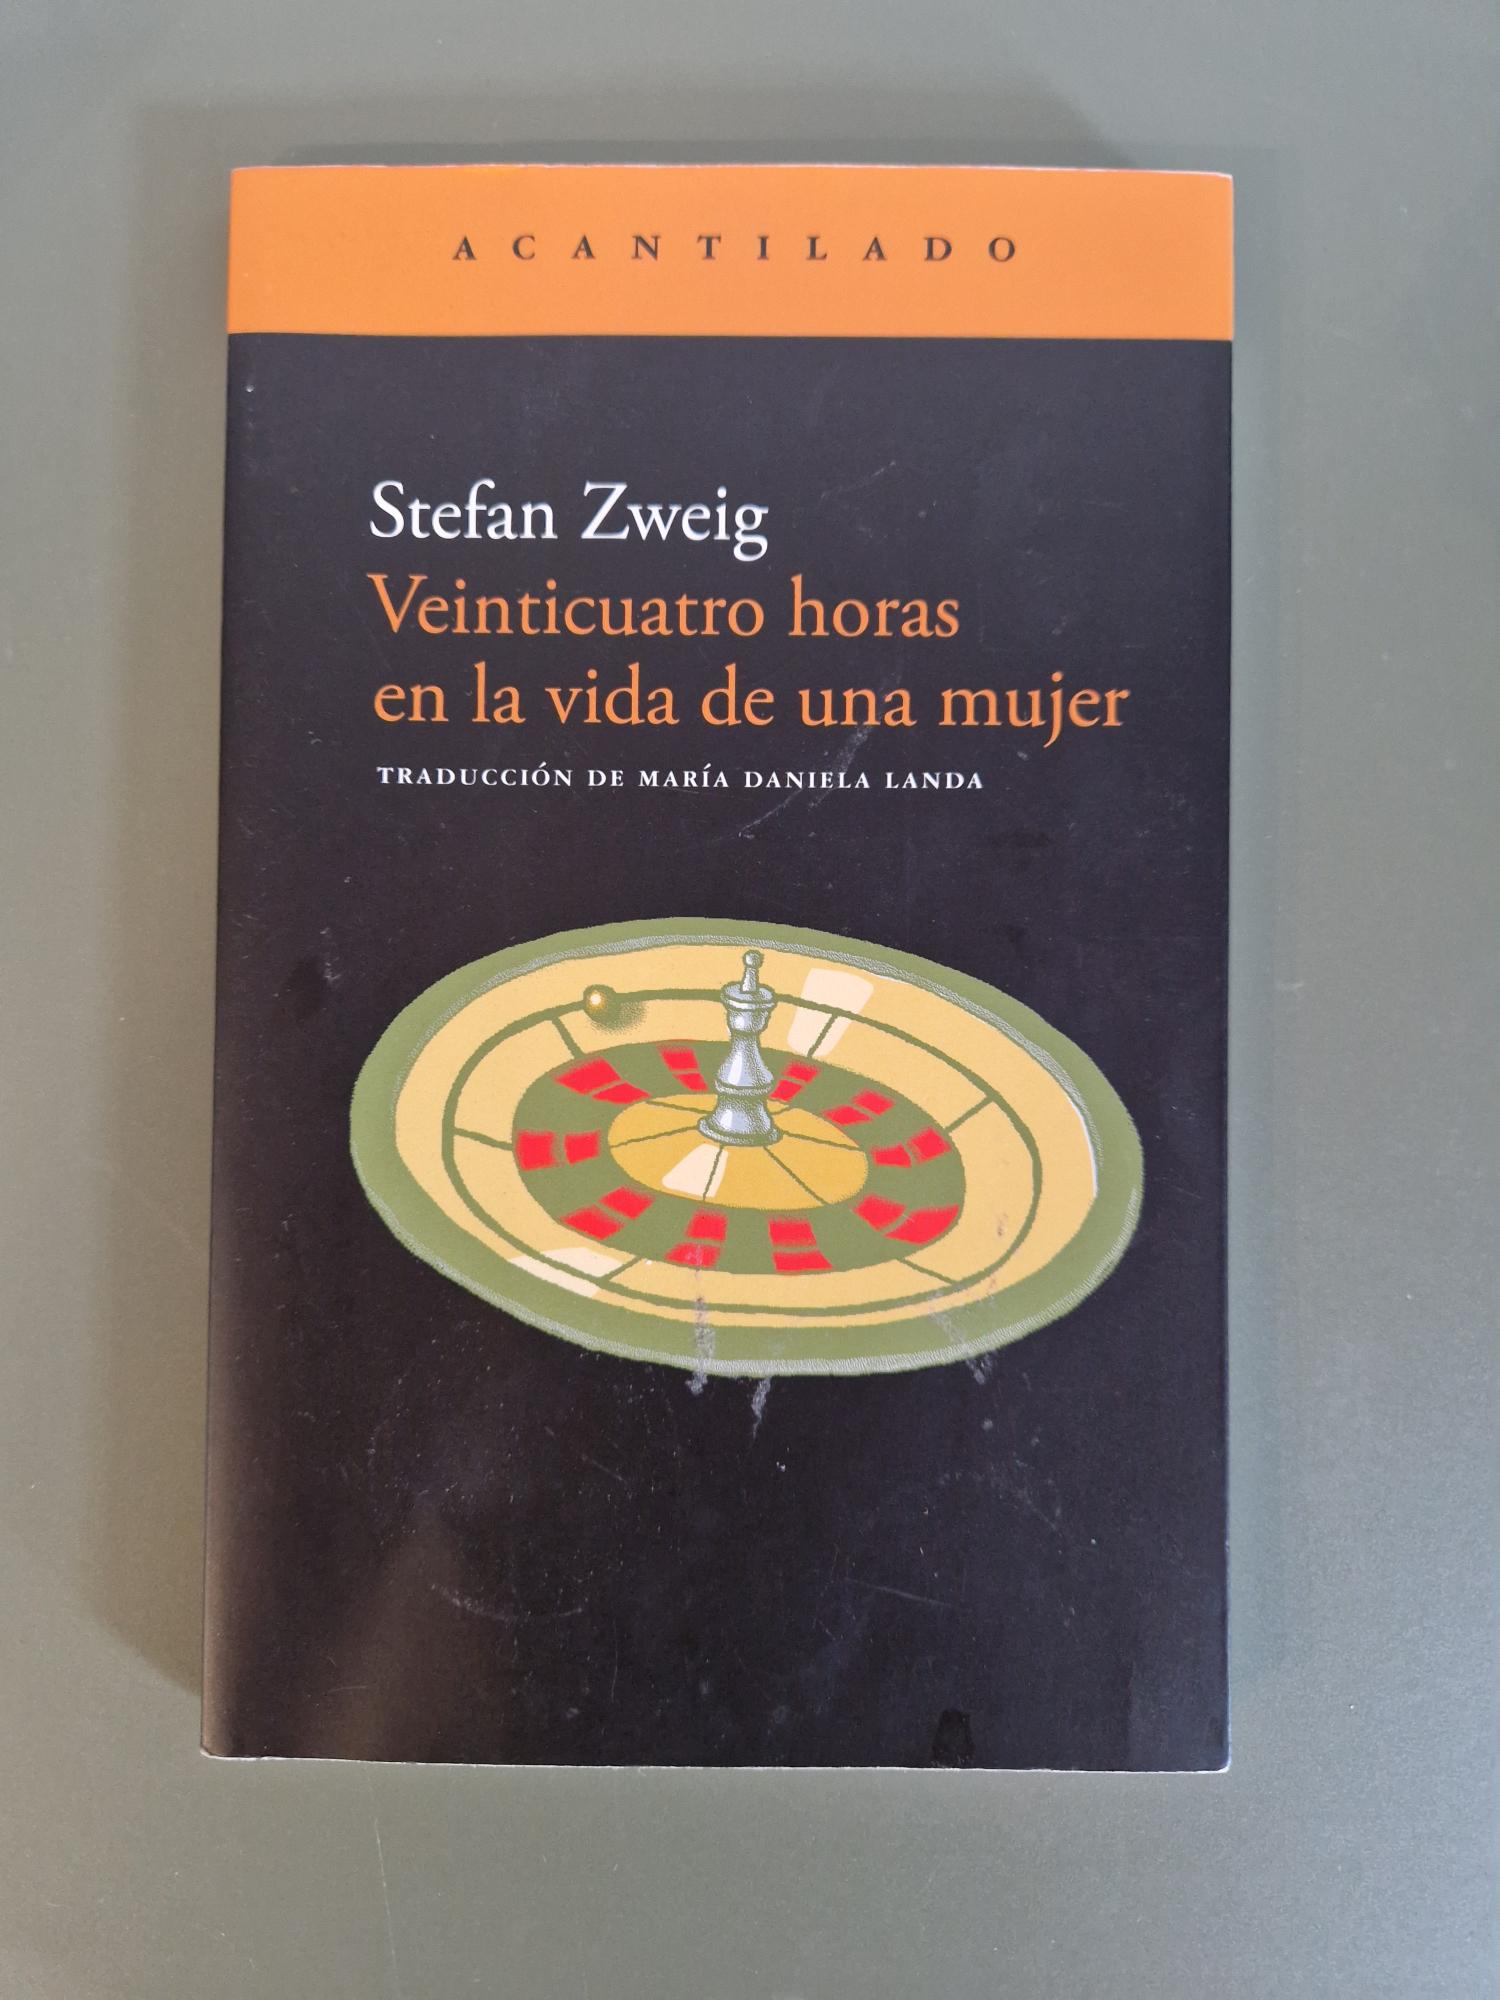 ACANTILADO
Stefan Zweig
Veinticuatro horas
en la vida de una mujer
TRADUCCIÓN DE MARÍA DANIELA LANDA